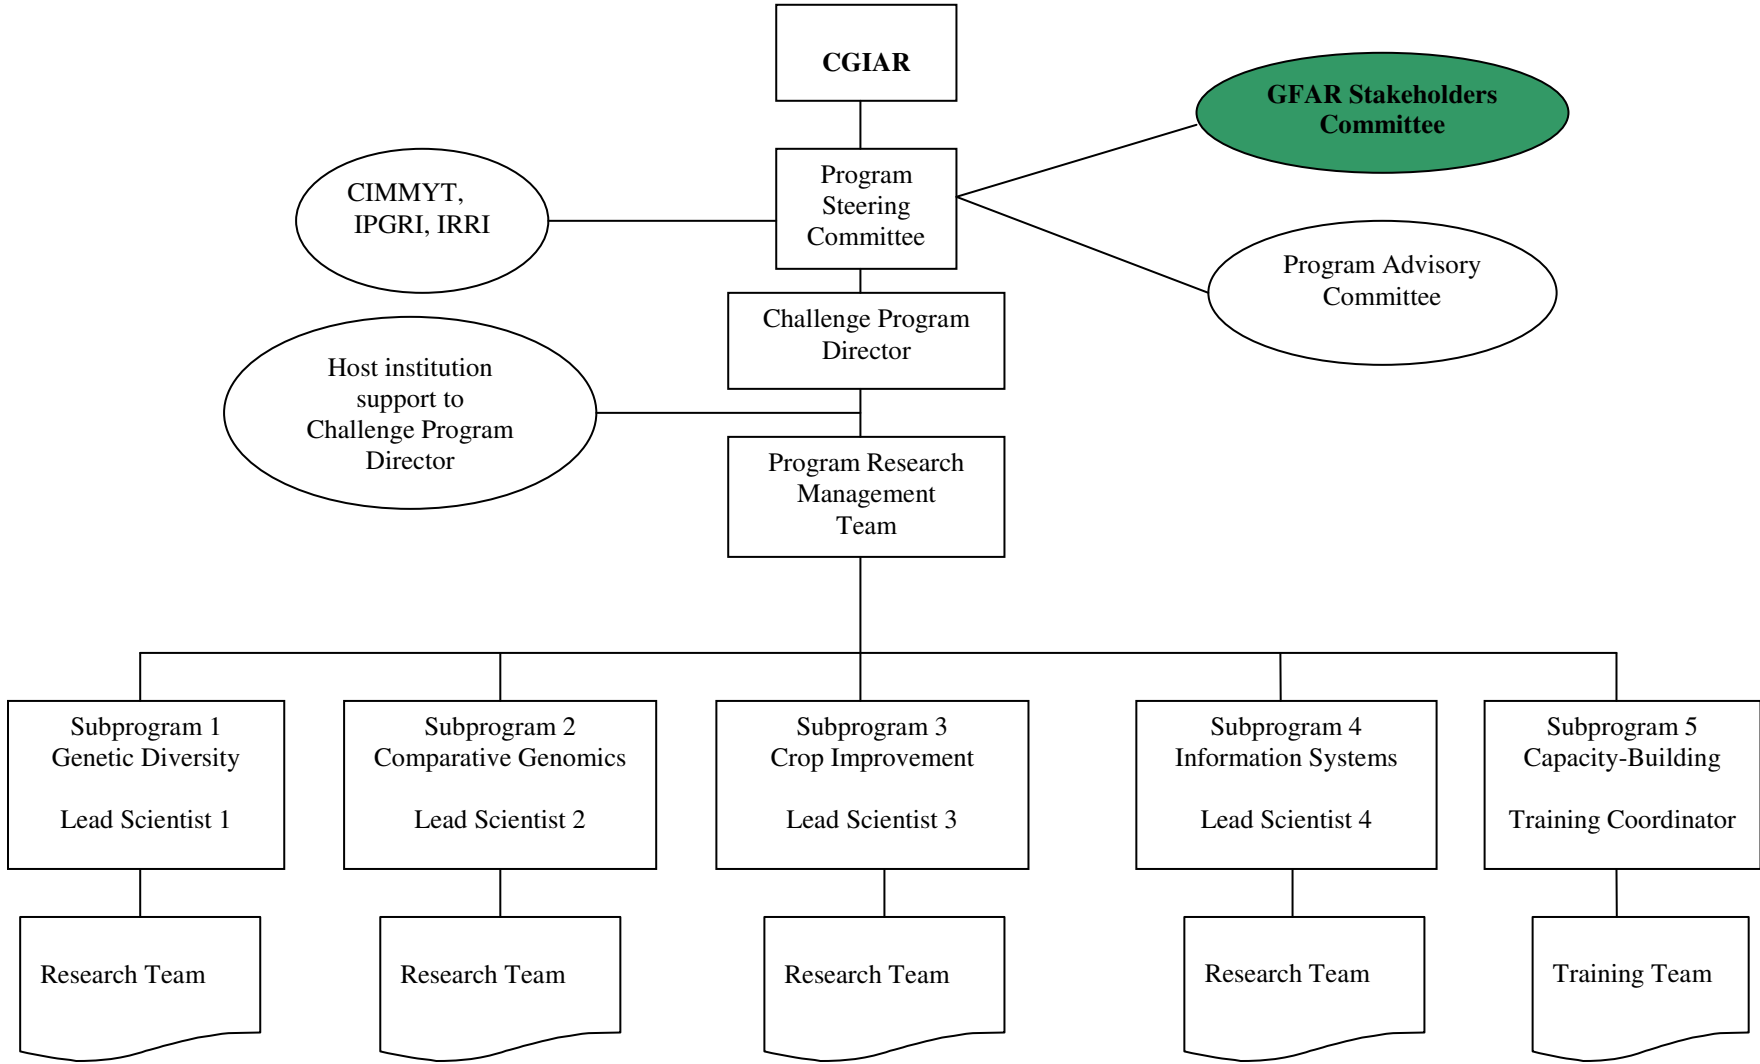 CGIAR
GFAR Stakeholders
Committee
Program
Steering
Committee
CIMMYT,
IPGRI, IRRI
Program Advisory
Committee
Challenge Program
Director
Host institution
support to
Challenge Program
Director
Program Research
Management
Team
Subprogram 1
Genetic Diversity
Lead Scientist 1
Subprogram 2
Comparative Genomics
Lead Scientist 2
Subprogram 3
Crop Improvement
Lead Scientist 3
Subprogram 4
Information Systems
Lead Scientist 4
Subprogram 5
Capacity-Building
Training Coordinator
Research Team
Research Team
Research Team
Research Team
Training Team